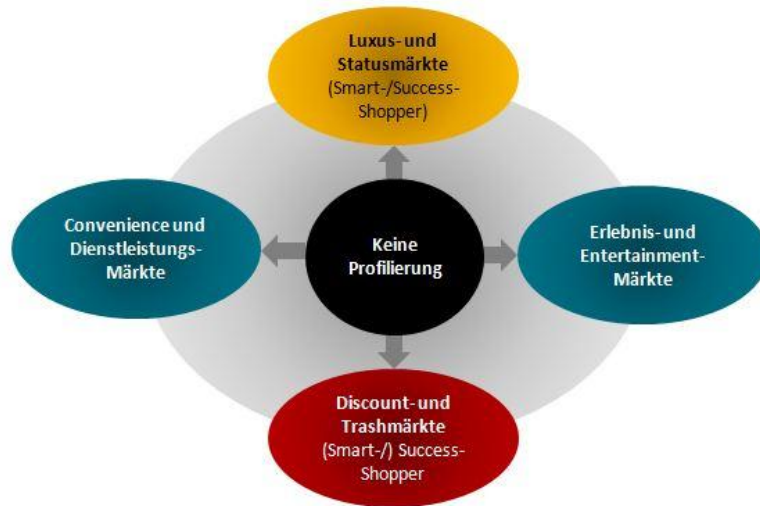 Luxus- und
Statusmärkte
(Smart-/Success-
Shopper)
Convenience und
Dienstleistungs-
Märkte
Keine
Profilierung
Erlebnis- und
Entertainment-
Märkte
Discount- und
Trashmärkte
(Smart-/) Success-
Shopper